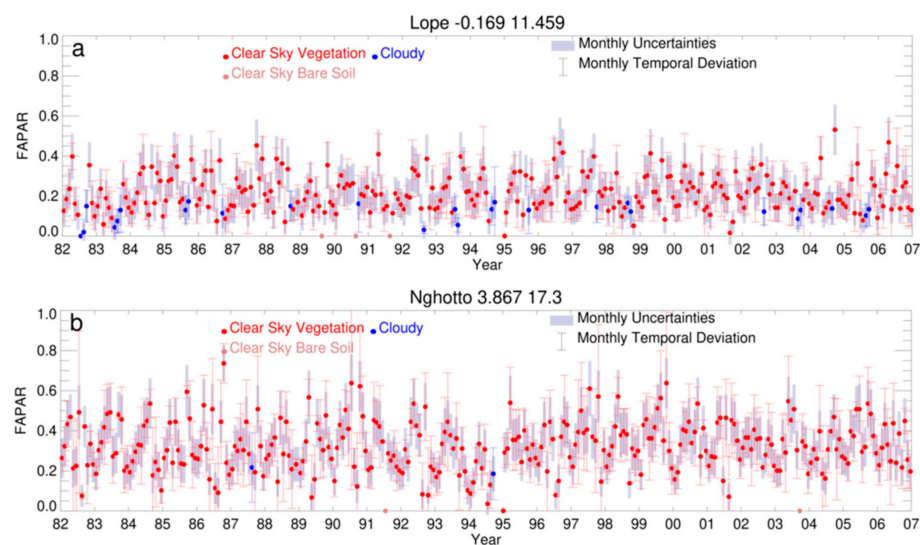 Lope -0.169 11.459
a
Clear Sky Vegetation Cloudy Monthly Uncertainties
Clear Sky Bare Soil Monthly Temporal Deviation
FAPAR
1.0
0.8
0.6
0.4
0.2
0.0
82 83 84 85 86 87 88 89 90 91 92 93 94 95 96 97 98 99 00 01 02 03 04 05 06 07
Year
Nghotto 3.867 17.3
b
Clear Sky Vegetation Cloudy Monthly Uncertainties
Clear Sky Bare Soil Monthly Temporal Deviation
FAPAR
1.0
0.8
0.6
0.4
0.2
0.0
82 83 84 85 86 87 88 89 90 91 92 93 94 95 96 97 98 99 00 01 02 03 04 05 06 07
Year